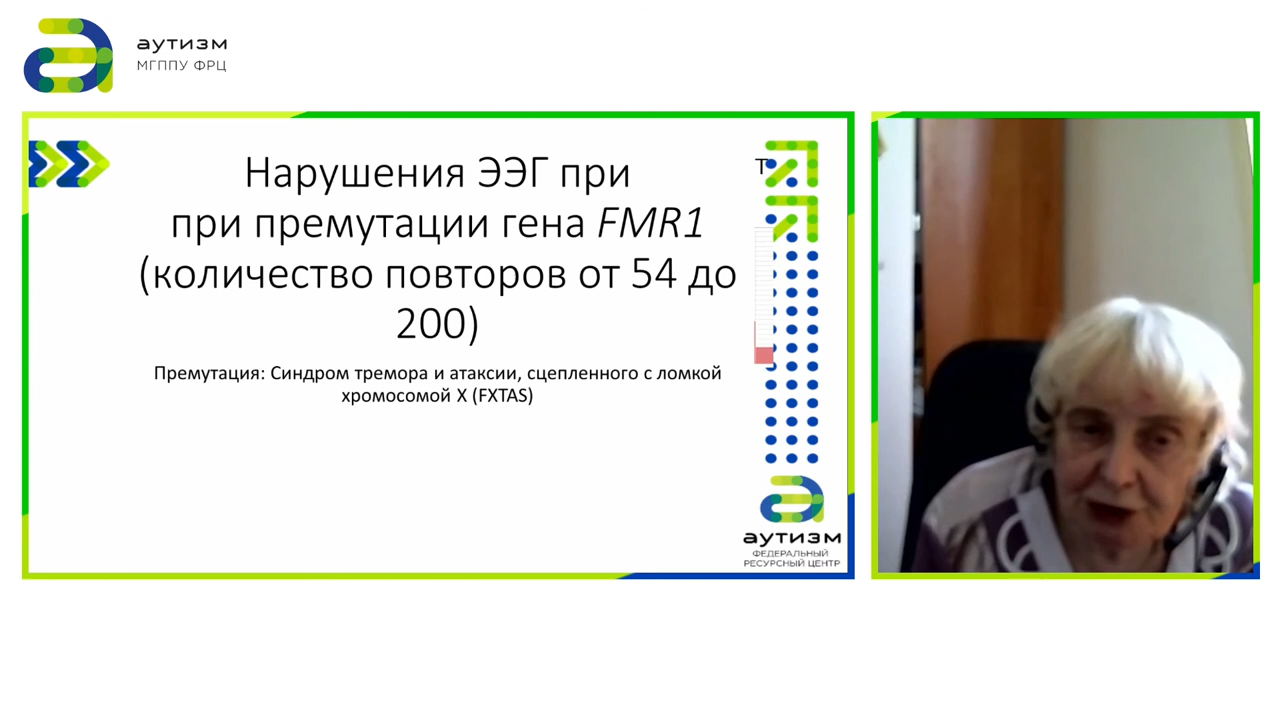 аутизм
МГППУ ФРЦ
Нарушения ЭЭГ при
при премутации гена FMR1
(количество повторов от 54 до
200)
Премутация: Синдром тремора и атаксии, сцепленного с ломкой
хромосомой X (FXTAS)
Т
аутизм
ФЕДЕРАЛЬНЫЙ
РЕСУРСНЫЙ ЦЕНТР